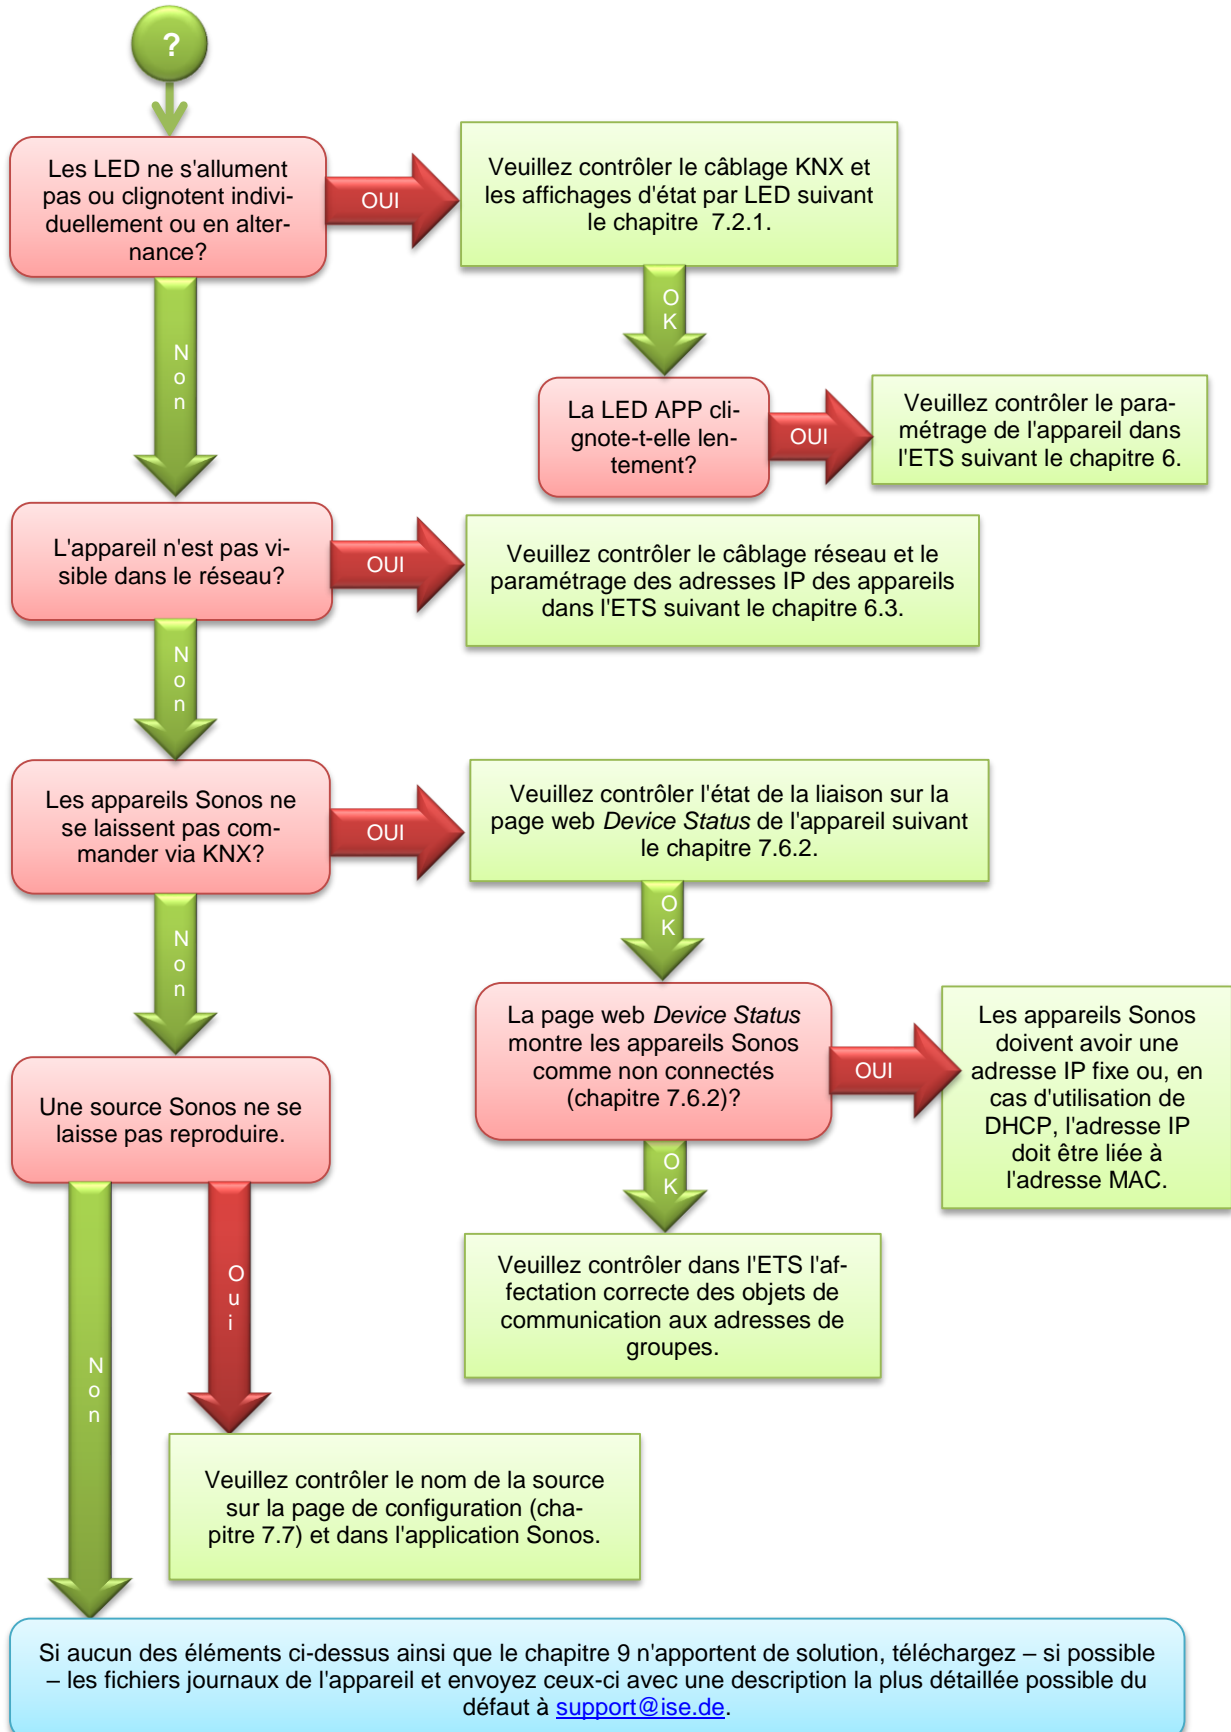 ?
Les LED ne s'allument
pas ou clignotent indivi-
duellement ou en alter-
nance?
OUI
Veuillez contrôler le câblage KNX et
les affichages d'état par LED suivant
le chapitre 7.2.1.
Non
OK
La LED APP cli-
gnote-t-elle len-
tement?
OUI
Veuillez contrôler le para-
métrage de l'appareil dans
l'ETS suivant le chapitre 6.
L'appareil n'est pas vi-
sible dans le réseau?
OUI
Veuillez contrôler le câblage réseau et le
paramétrage des adresses IP des appareils
dans l'ETS suivant le chapitre 6.3.
Non
Les appareils Sonos ne
se laissent pas com-
mander via KNX?
OUI
Veuillez contrôler l'état de la liaison sur la
page web Device Status de l'appareil suivant
le chapitre 7.6.2.
Non
OK
La page web Device Status
montre les appareils Sonos
comme non connectés
(chapitre 7.6.2)?
OUI
Les appareils Sonos
doivent avoir une
adresse IP fixe ou, en
cas d'utilisation de
DHCP, l'adresse IP
doit être liée à
l'adresse MAC.
Une source Sonos ne se
laisse pas reproduire.
OK
Veuillez contrôler dans l'ETS l'af-
fectation correcte des objets de
communication aux adresses de
groupes.
Oui
Non
Veuillez contrôler le nom de la source
sur la page de configuration (cha-
pitre 7.7) et dans l'application Sonos.
Si aucun des éléments ci-dessus ainsi que le chapitre 9 n'apportent de solution, téléchargez – si possible
– les fichiers journaux de l'appareil et envoyez ceux-ci avec une description la plus détaillée possible du
défaut à support@ise.de.